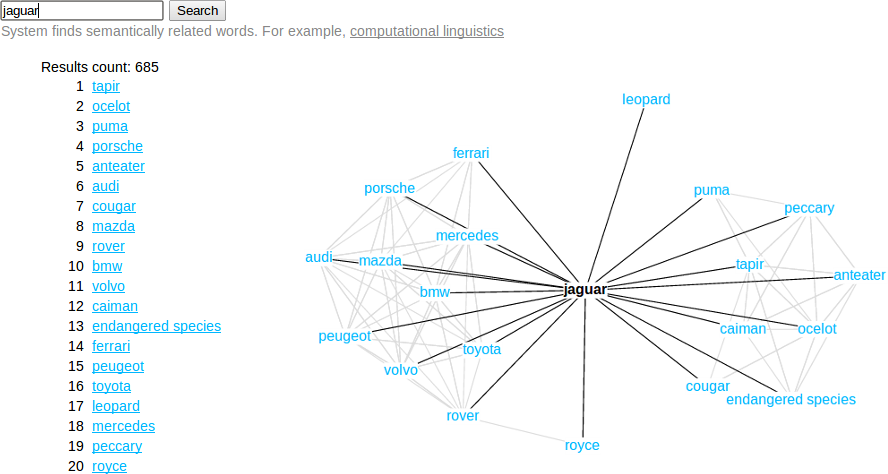 jaguar Search
System finds semantically related words. For example, computational linguistics
Results count: 685
1 tapir
2 ocelot
3 puma
4 porsche
5 anteater
6 audi
7 cougar
8 mazda
9 rover
10 bmw
11 volvo
12 caiman
13 endangered species
14 ferrari
15 peugeot
16 toyota
17 leopard
18 mercedes
19 peccary
20 royce
leopard
ferrari
porsche
puma
peccary
mercedes
audi
mazda
tapir
anteater
bmw
jaguar
peugeot
caiman
ocelot
toyota
volvo
cougar
endangered species
rover
royce